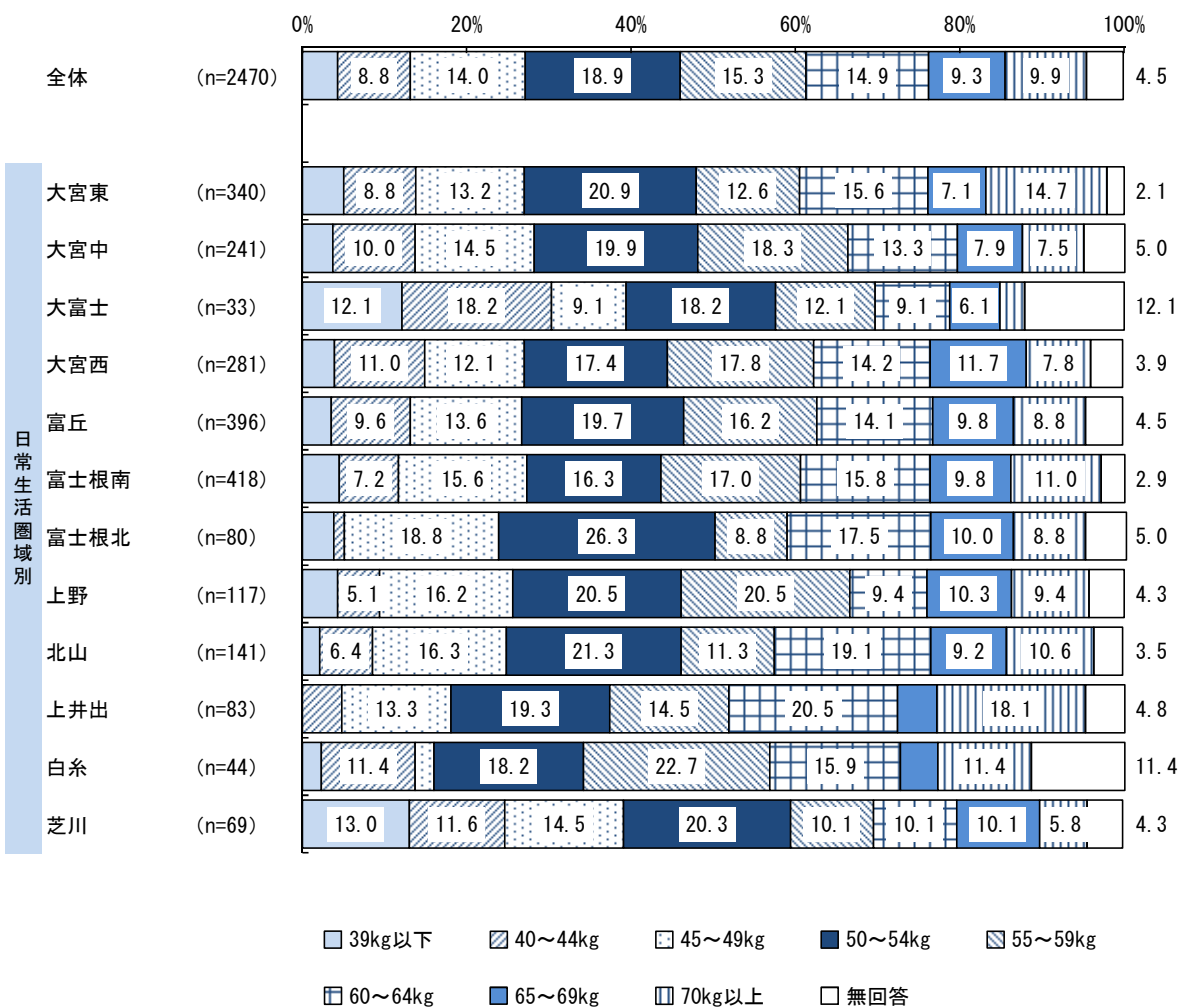 0% 20% 40% 60% 80% 100%
全体 (n=2470) 8.8 14.0 18.9 15.3 14.9 9.3 9.9 4.5
日常生活圏域別
大宮東 (n=340) 8.8 13.2 20.9 12.6 15.6 7.1 14.7 2.1
大宮中 (n=241) 10.0 14.5 19.9 18.3 13.3 7.9 7.5 5.0
大富士 (n=33) 12.1 18.2 9.1 18.2 12.1 9.1 6.1 12.1
大宮西 (n=281) 11.0 12.1 17.4 17.8 14.2 11.7 7.8 3.9
富丘 (n=396) 9.6 13.6 19.7 16.2 14.1 9.8 8.8 4.5
富士根南 (n=418) 7.2 15.6 16.3 17.0 15.8 9.8 11.0 2.9
富士根北 (n=80) 18.8 26.3 8.8 17.5 10.0 8.8 5.0
上野 (n=117) 5.1 16.2 20.5 20.5 9.4 10.3 9.4 4.3
北山 (n=141) 6.4 16.3 21.3 11.3 19.1 9.2 10.6 3.5
上井出 (n=83) 13.3 19.3 14.5 20.5 18.1 4.8
白糸 (n=44) 11.4 18.2 22.7 15.9 11.4 11.4
芝川 (n=69) 13.0 11.6 14.5 20.3 10.1 10.1 10.1 5.8 4.3
39kg以下 40～44kg 45～49kg 50～54kg 55～59kg
60～64kg 65～69kg 70kg以上 無回答